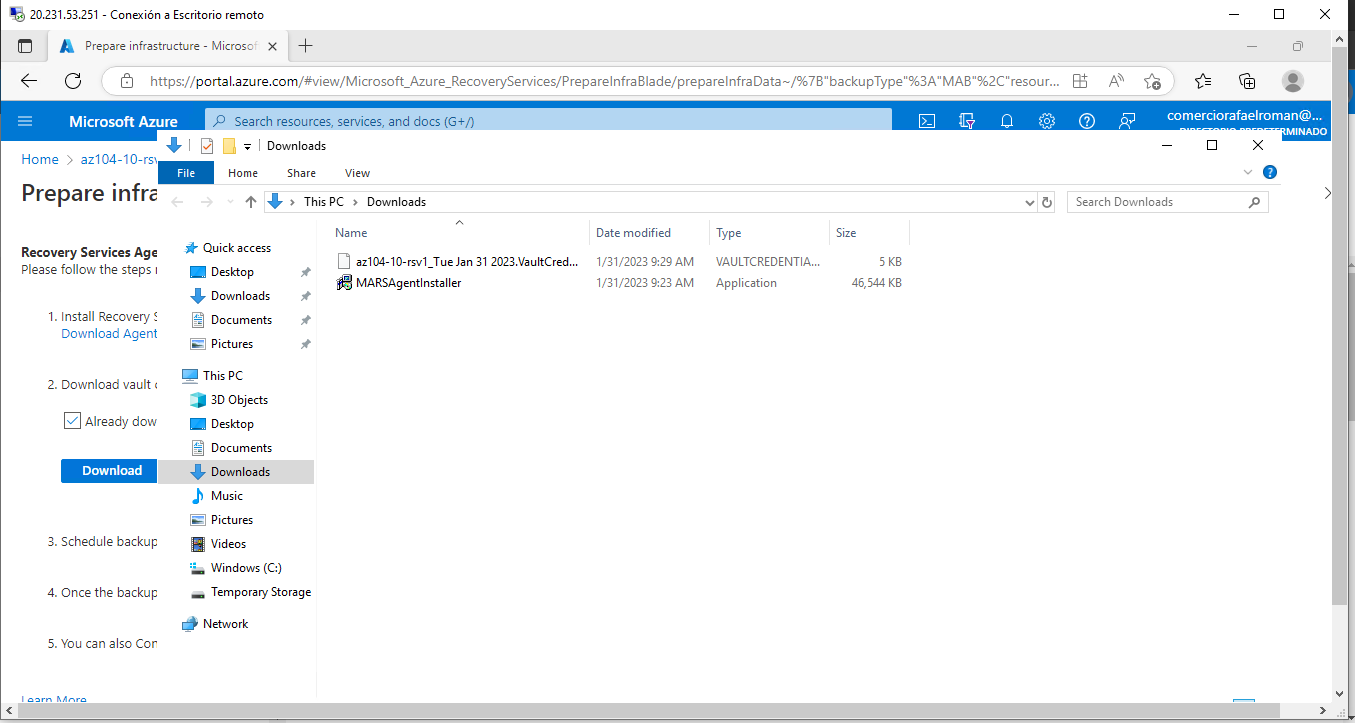 20.231.53.251 - Conexión a Escritorio remoto
Prepare infrastructure - Microsof
https://portal.azure.com/#view/Microsoft_Azure_RecoveryServices/PrepareInfraBlade/prepareInfraData~/%7B"backupType"%3A"MAB"%2C"resour...
Microsoft Azure
Search resources, services, and docs (G+/)
comerciorafaelroman@...
DIRECTORIO PREDETERMINADO
Home > az104-10-rsv
Prepare infra
Recovery Services Age
Please follow the steps
1. Install Recovery S
Download Agent
2. Download vault c
Already dow
Download
3. Schedule backup
4. Once the backup
5. You can also Con
Learn More
Downloads
File Home Share View
This PC > Downloads
Search Downloads
Name Date modified Type Size
az104-10-rsv1_Tue Jan 31 2023.VaultCred... 1/31/2023 9:29 AM VAULTCREDENTIA... 5 KB
MARSAgentInstaller 1/31/2023 9:23 AM Application 46,544 KB
Quick access
Desktop
Downloads
Documents
Pictures
This PC
3D Objects
Desktop
Documents
Downloads
Music
Pictures
Videos
Windows (C:)
Temporary Storage
Network